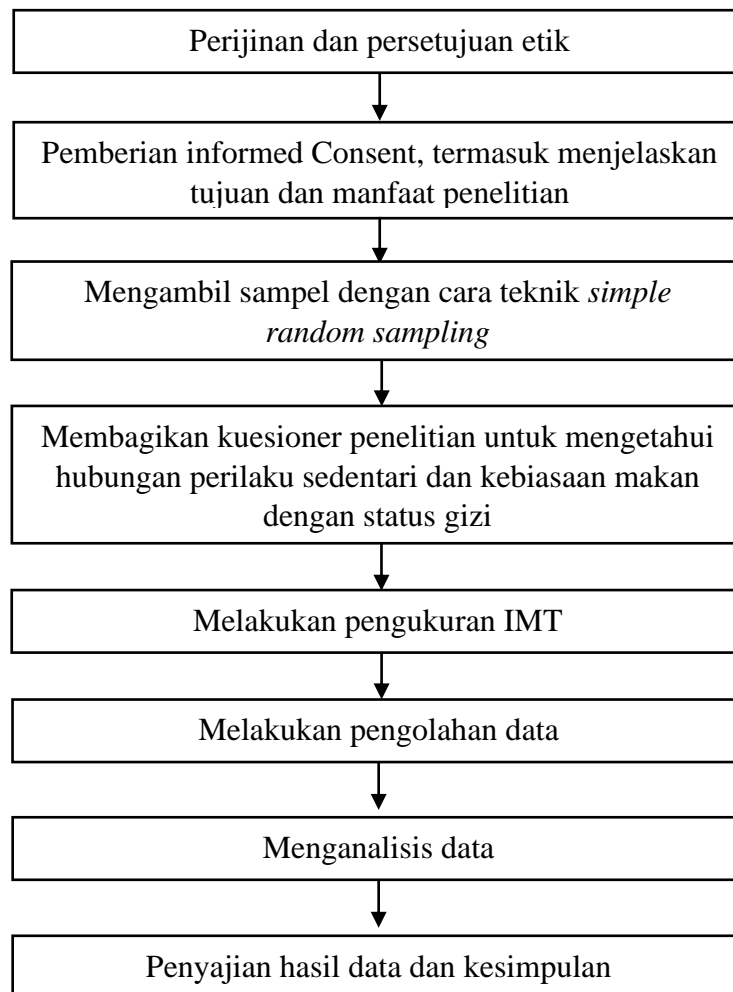 Perijinan dan persetujuan etik
Pemberian informed Consent, termasuk menjelaskan
tujuan dan manfaat penelitian
Mengambil sampel dengan cara teknik simple
random sampling
Membagikan kuesioner penelitian untuk mengetahui
hubungan perilaku sedentari dan kebiasaan makan
dengan status gizi
Melakukan pengukuran IMT
Melakukan pengolahan data
Menganalisis data
Penyajian hasil data dan kesimpulan